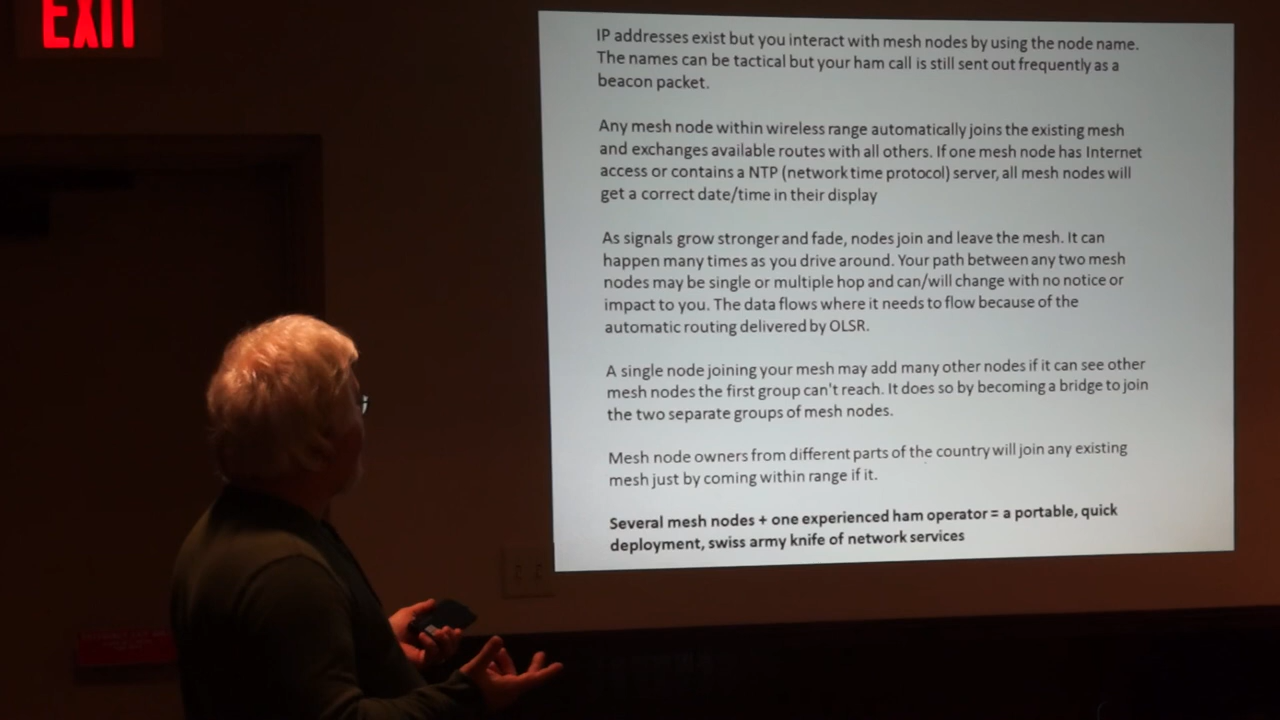 EXIT
IP addresses exist but you interact with mesh nodes by using the node name.
The names can be tactical but your ham call is still sent out frequently as a
beacon packet.
Any mesh node within wireless range automatically joins the existing mesh
and exchanges available routes with all others. If one mesh node has Internet
access or contains a NTP (network time protocol) server, all mesh nodes will
get a correct date/time in their display
As signals grow stronger and fade, nodes join and leave the mesh. It can
happen many times as you drive around. Your path between any two mesh
nodes may be single or multiple hop and can/will change with no notice or
impact to you. The data flows where it needs to flow because of the
automatic routing delivered by OLSR.
A single node joining your mesh may add many other nodes if it can see other
mesh nodes the first group can't reach. It does so by becoming a bridge to join
the two separate groups of mesh nodes.
Mesh node owners from different parts of the country will join any existing
mesh just by coming within range if it.
Several mesh nodes + one experienced ham operator = a portable, quick
deployment, swiss army knife of network services